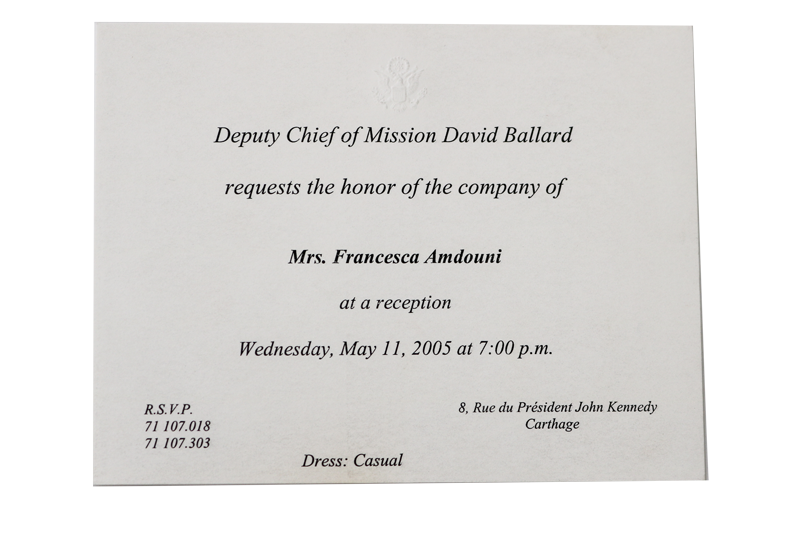 Deputy Chief of Mission David Ballard
requests the honor of the company of
Mrs. Francesca Amdouni
at a reception
Wednesday, May 11, 2005 at 7:00 p.m.
R.S.V.P.
71 107.018
71 107.303
8, Rue du Président John Kennedy
Carthage
Dress: Casual